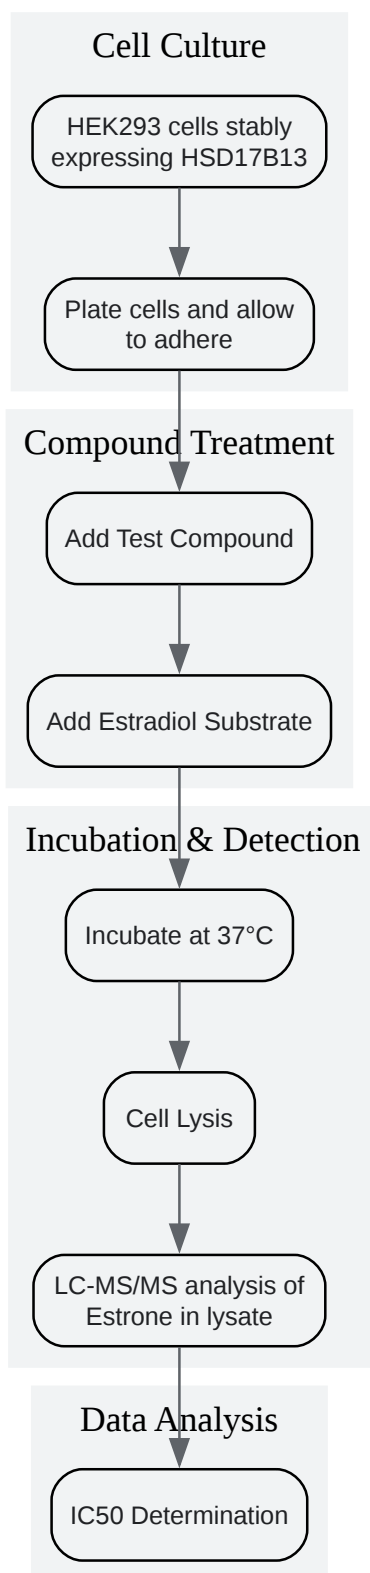 Cell Culture
HEK293 cells stably
expressing HSD17B13
Plate cells and allow
to adhere
Compound Treatment
Add Test Compound
Add Estradiol Substrate
Incubation & Detection
Incubate at 37°C
Cell Lysis
LC-MS/MS analysis of
Estrone in lysate
Data Analysis
IC50 Determination